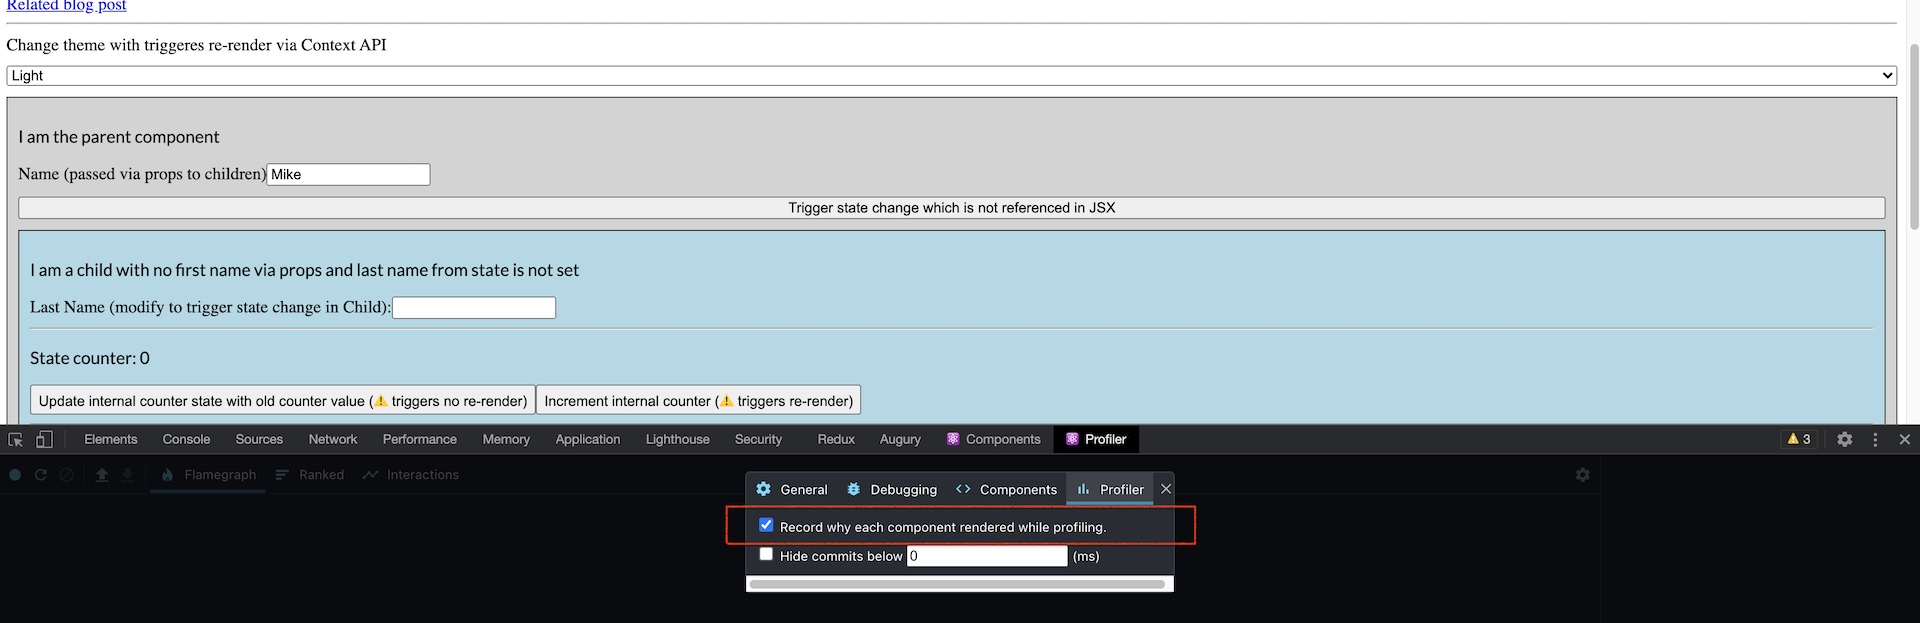 Related blog post
Change theme with triggeres re-render via Context API
Light
I am the parent component
Name (passed via props to children) Mike
Trigger state change which is not referenced in JSX
I am a child with no first name via props and last name from state is not set
Last Name (modify to trigger state change in Child):
State counter: 0
Update internal counter state with old counter value (⚠️ triggers no re-render) Increment internal counter (⚠️ triggers re-render)
Elements Console Sources Network Performance Memory Application Lighthouse Security Redux Augury Components Profiler 3
Flamegraph Ranked Interactions
General Debugging Components Profiler
Record why each component rendered while profiling.
Hide commits below 0 (ms)